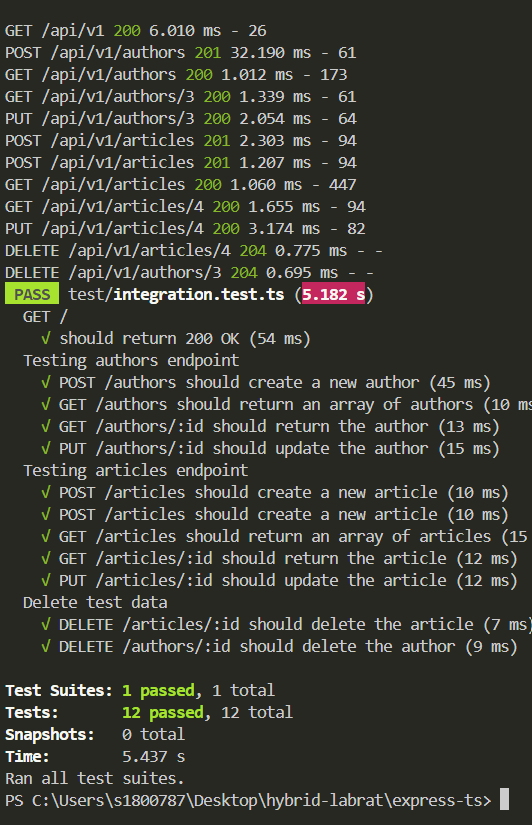 GET /api/v1 200 6.010 ms - 26
POST /api/v1/authors 201 32.190 ms - 61
GET /api/v1/authors 200 1.012 ms - 173
GET /api/v1/authors/3 200 1.339 ms - 61
PUT /api/v1/authors/3 200 2.054 ms - 64
POST /api/v1/articles 201 2.303 ms - 94
POST /api/v1/articles 201 1.207 ms - 94
GET /api/v1/articles 200 1.060 ms - 447
GET /api/v1/articles/4 200 1.655 ms - 94
PUT /api/v1/articles/4 200 3.174 ms - 82
DELETE /api/v1/articles/4 204 0.775 ms - -
DELETE /api/v1/authors/3 204 0.695 ms - -
PASS test/integration.test.ts (5.182 s)
GET /
√ should return 200 OK (54 ms)
Testing authors endpoint
√ POST /authors should create a new author (45 ms)
√ GET /authors should return an array of authors (10 ms
√ GET /authors/:id should return the author (13 ms)
√ PUT /authors/:id should update the author (15 ms)
Testing articles endpoint
√ POST /articles should create a new article (10 ms)
√ POST /articles should create a new article (10 ms)
√ GET /articles should return an array of articles (15
√ GET /articles/:id should return the article (12 ms)
√ PUT /articles/:id should update the article (12 ms)
Delete test data
√ DELETE /articles/:id should delete the article (7 ms)
√ DELETE /authors/:id should delete the author (9 ms)
Test Suites: 1 passed, 1 total
Tests: 12 passed, 12 total
Snapshots: 0 total
Time: 5.437 s
Ran all test suites.
PS C:\Users\s1800787\Desktop\hybrid-labrat\express-ts>